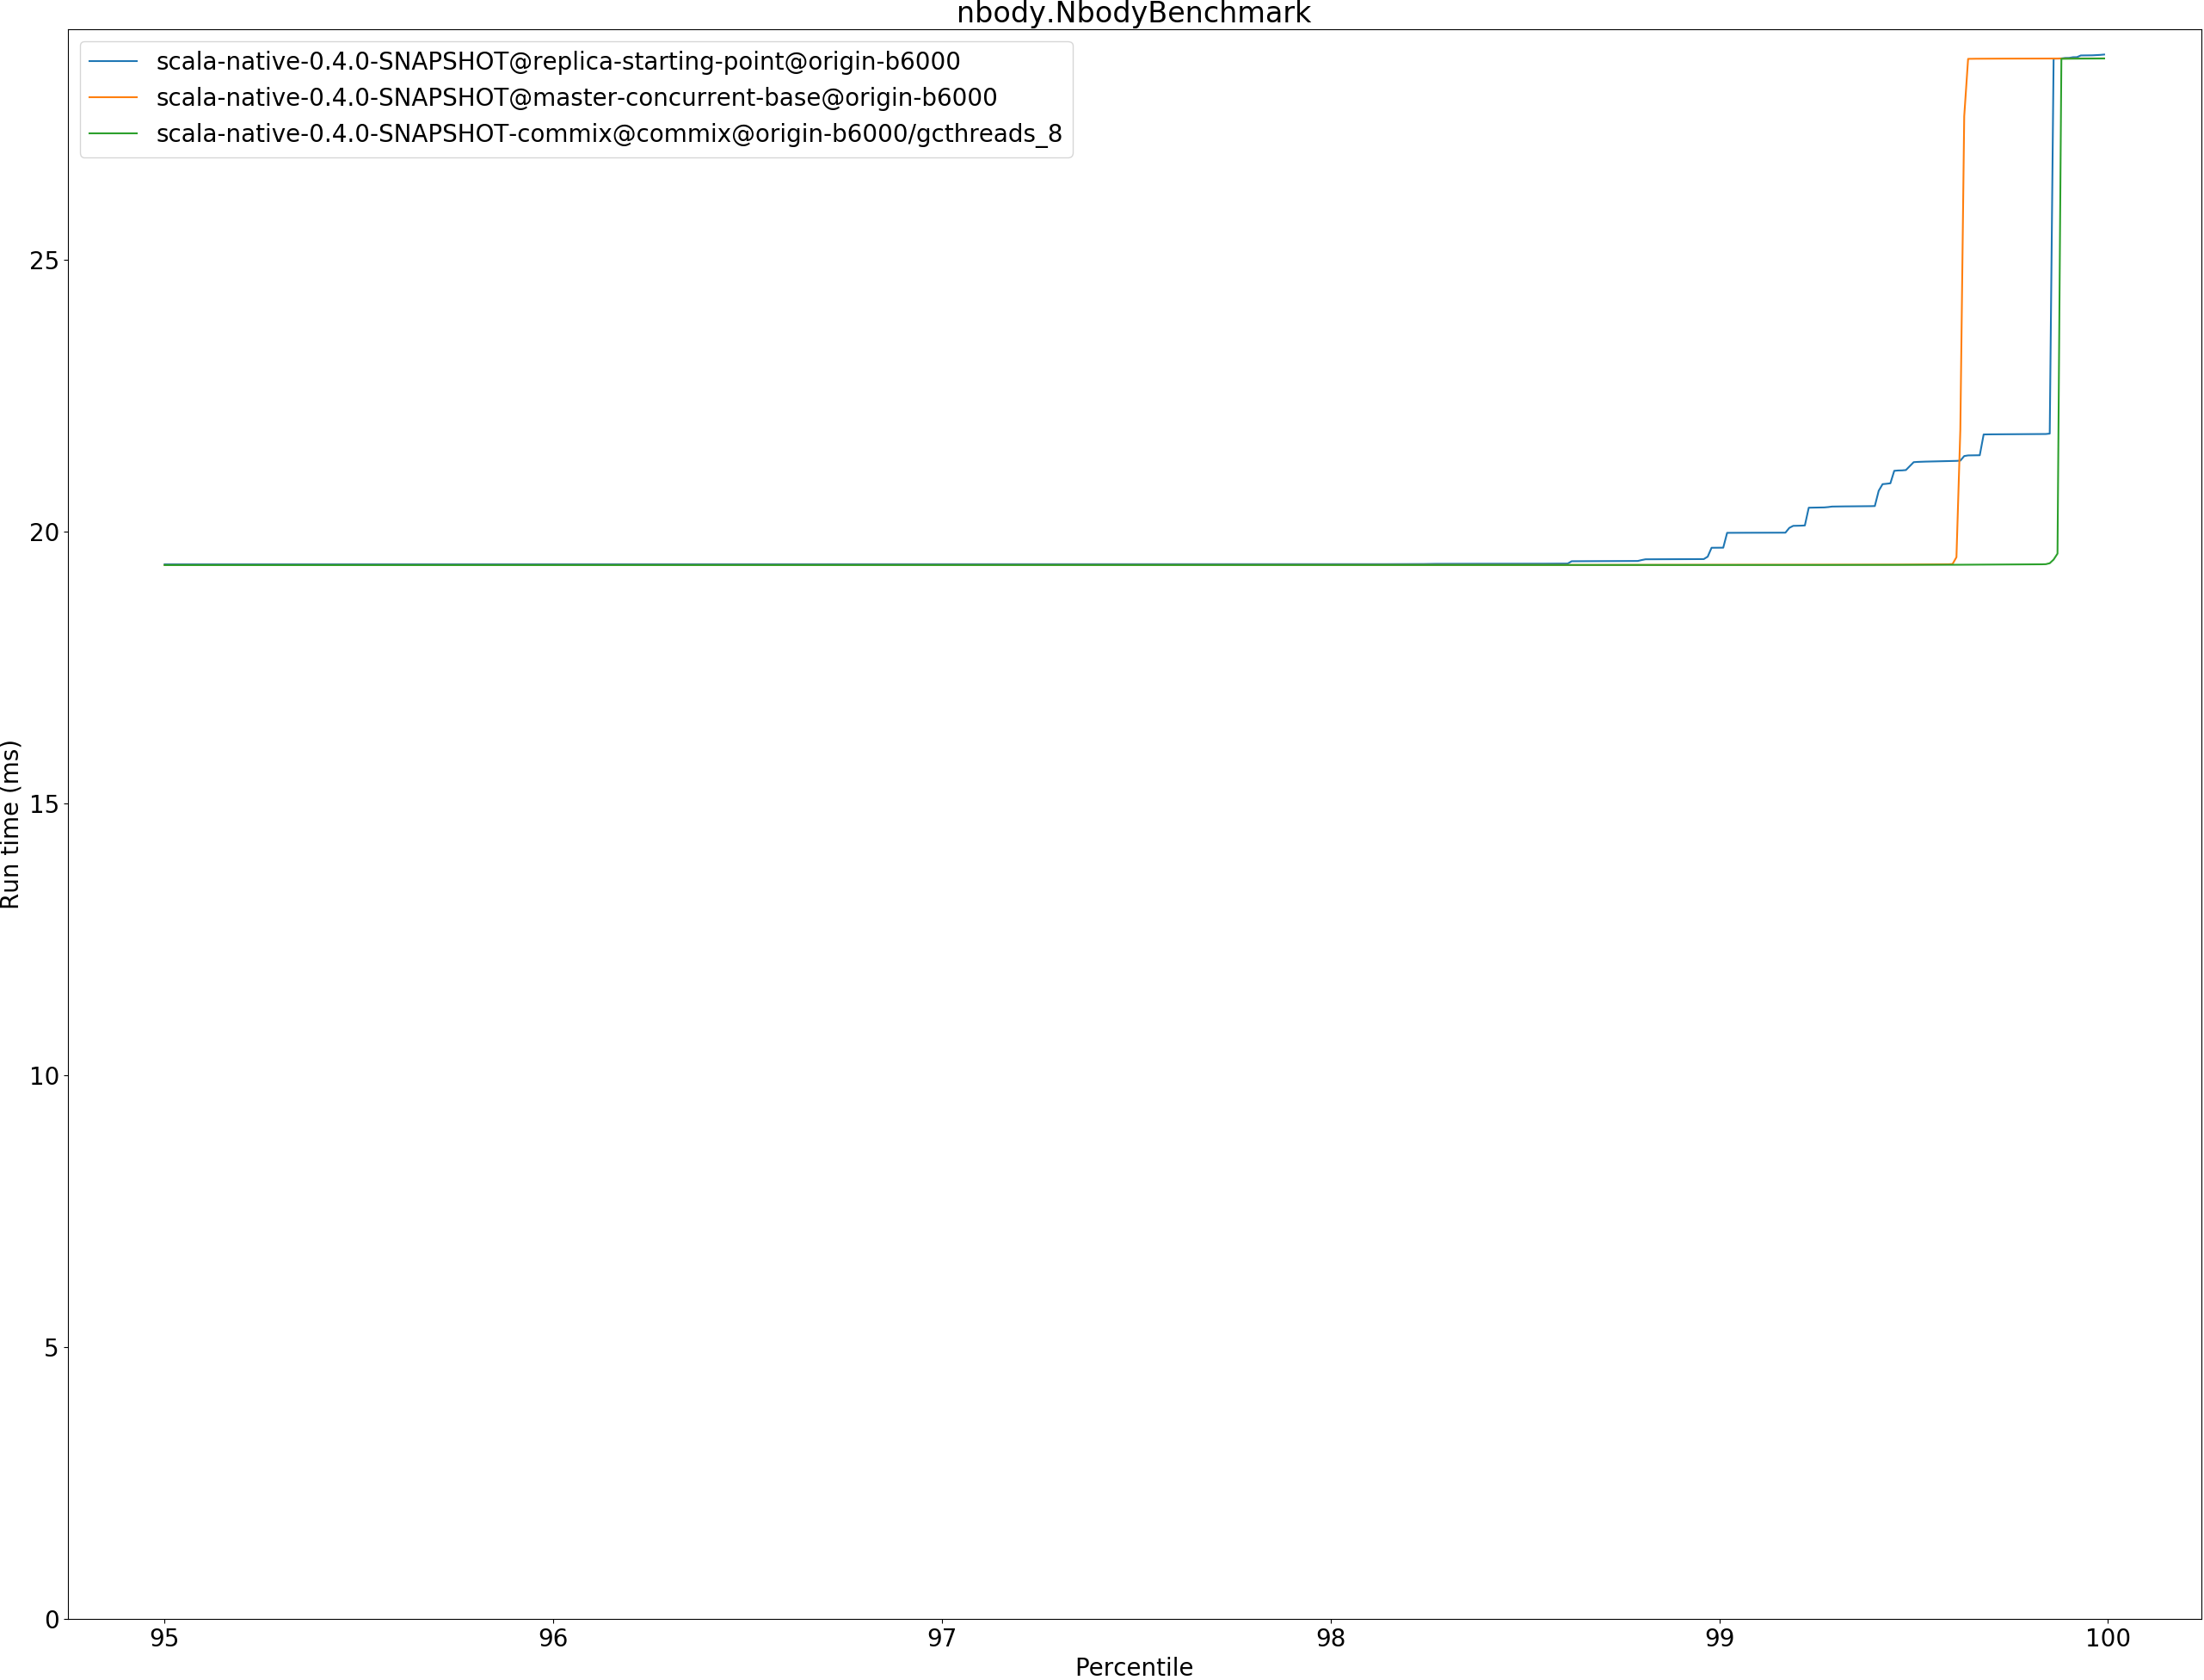 nbody.NbodyBenchmark
scala-native-0.4.0-SNAPSHOT@replica-starting-point@origin-b6000
scala-native-0.4.0-SNAPSHOT@master-concurrent-base@origin-b6000
scala-native-0.4.0-SNAPSHOT-commix@commix@origin-b6000/gcthreads_8
25
20
15
10
5
0
Run time (ms)
95 96 97 98 99 100
Percentile